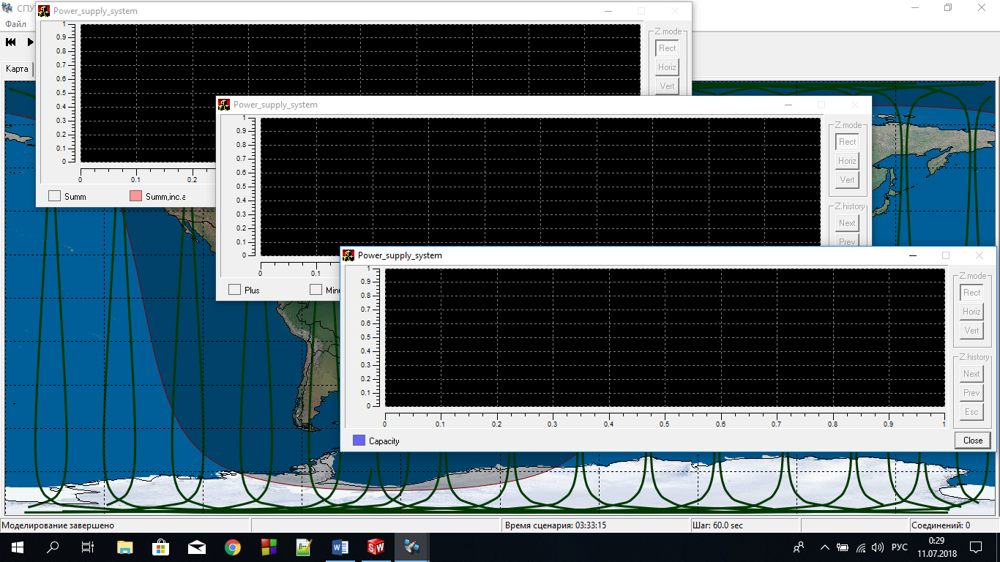 СПУ
Файл
Карта
Power_supply_system
1
0.9
0.8
0.7
0.6
0.5
0.4
0.3
0.2
0.1
0
0 0.1 0.2
Summ Summ,inc.a
Z.mode
Rect
Horiz
Vert
Power_supply_system
1
0.9
0.8
0.7
0.6
0.5
0.4
0.3
0.2
0.1
0
0 0.1
Plus Minu
Z.mode
Rect
Horiz
Vert
Z.history
Next
Prev
Power_supply_system
1
0.9
0.8
0.7
0.6
0.5
0.4
0.3
0.2
0.1
0
0 0.1 0.2 0.3 0.4 0.5 0.6 0.7 0.8 0.9 1
Capacity
Z.mode
Rect
Horiz
Vert
Z.history
Next
Prev
Esc
Close
Моделирование завершено Время сценария: 03:33:15 Шаг: 60.0 sec Соединений: 0
РУС
0:29
11.07.2018